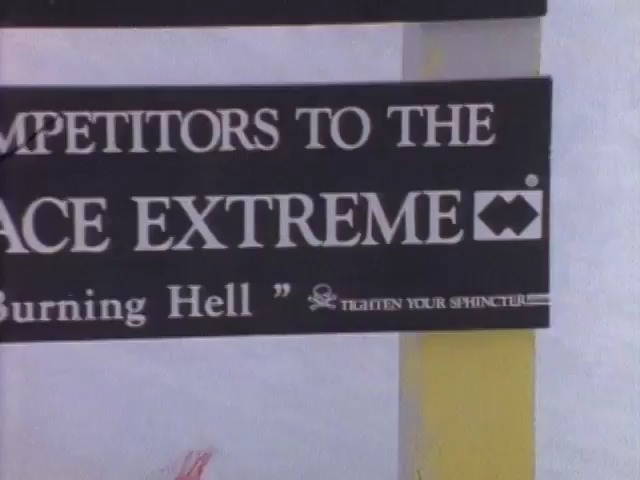 MPETITORS TO THE
ACE EXTREME
Burning Hell ”
TIGHTEN YOUR SPHINCTER